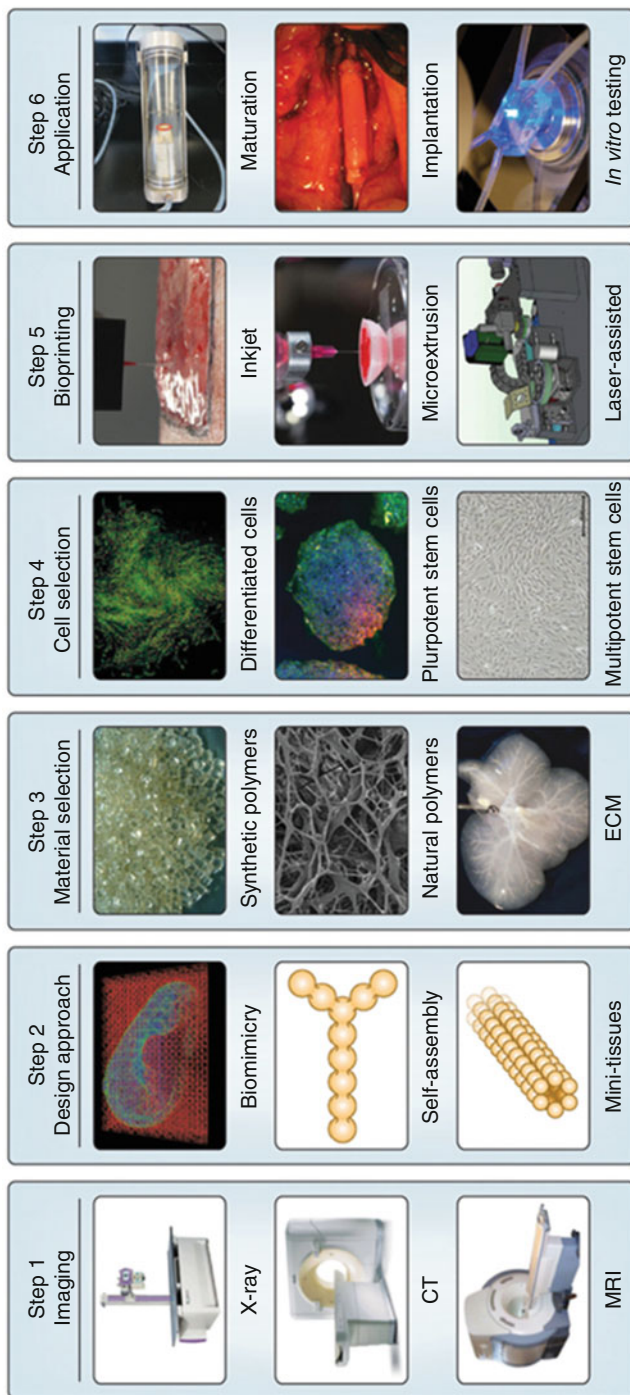 Step 1
Imaging
X-ray
CT
MRI
Step 2
Design approach
Biomimicry
Self-assembly
Mini-tissues
Step 3
Material selection
Synthetic polymers
Natural polymers
ECM
Step 4
Cell selection
Differentiated cells
Plurpotent stem cells
Multipotent stem cells
Step 5
Bioprinting
Inkjet
Microextrusion
Laser-assisted
Step 6
Application
Maturation
Implantation
In vitro testing